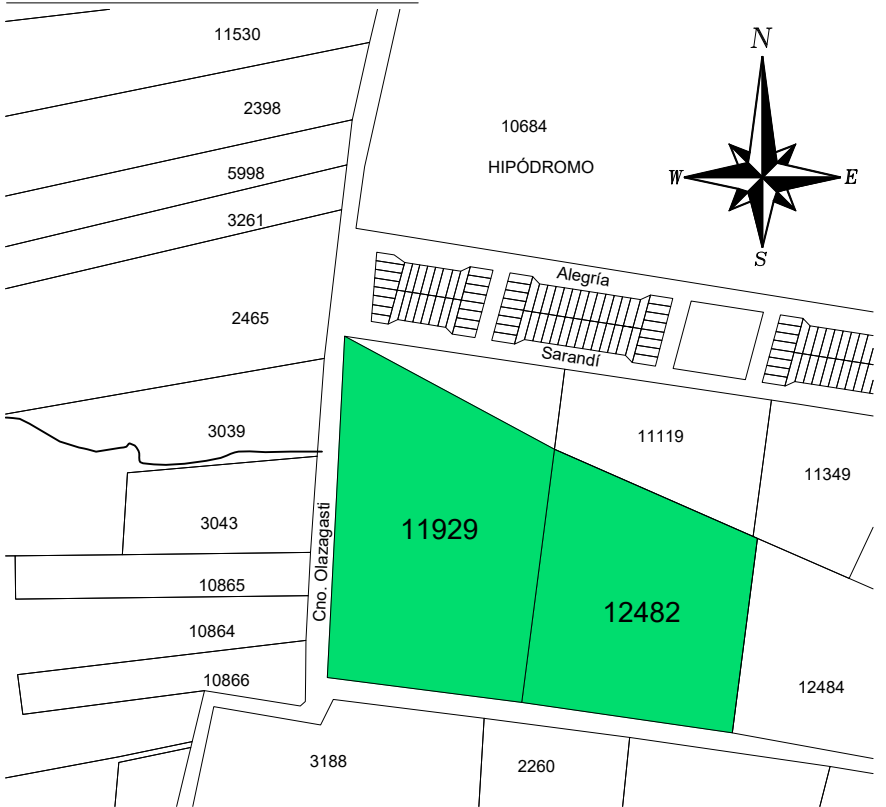 11530
N
2398
10684
HIPÓDROMO
5998
W
E
3261
S
Alegría
2465
Sarandí
3039
11119
11349
3043
11929
Cno. Olazagasti
10865
12482
10864
10866
12484
3188
2260